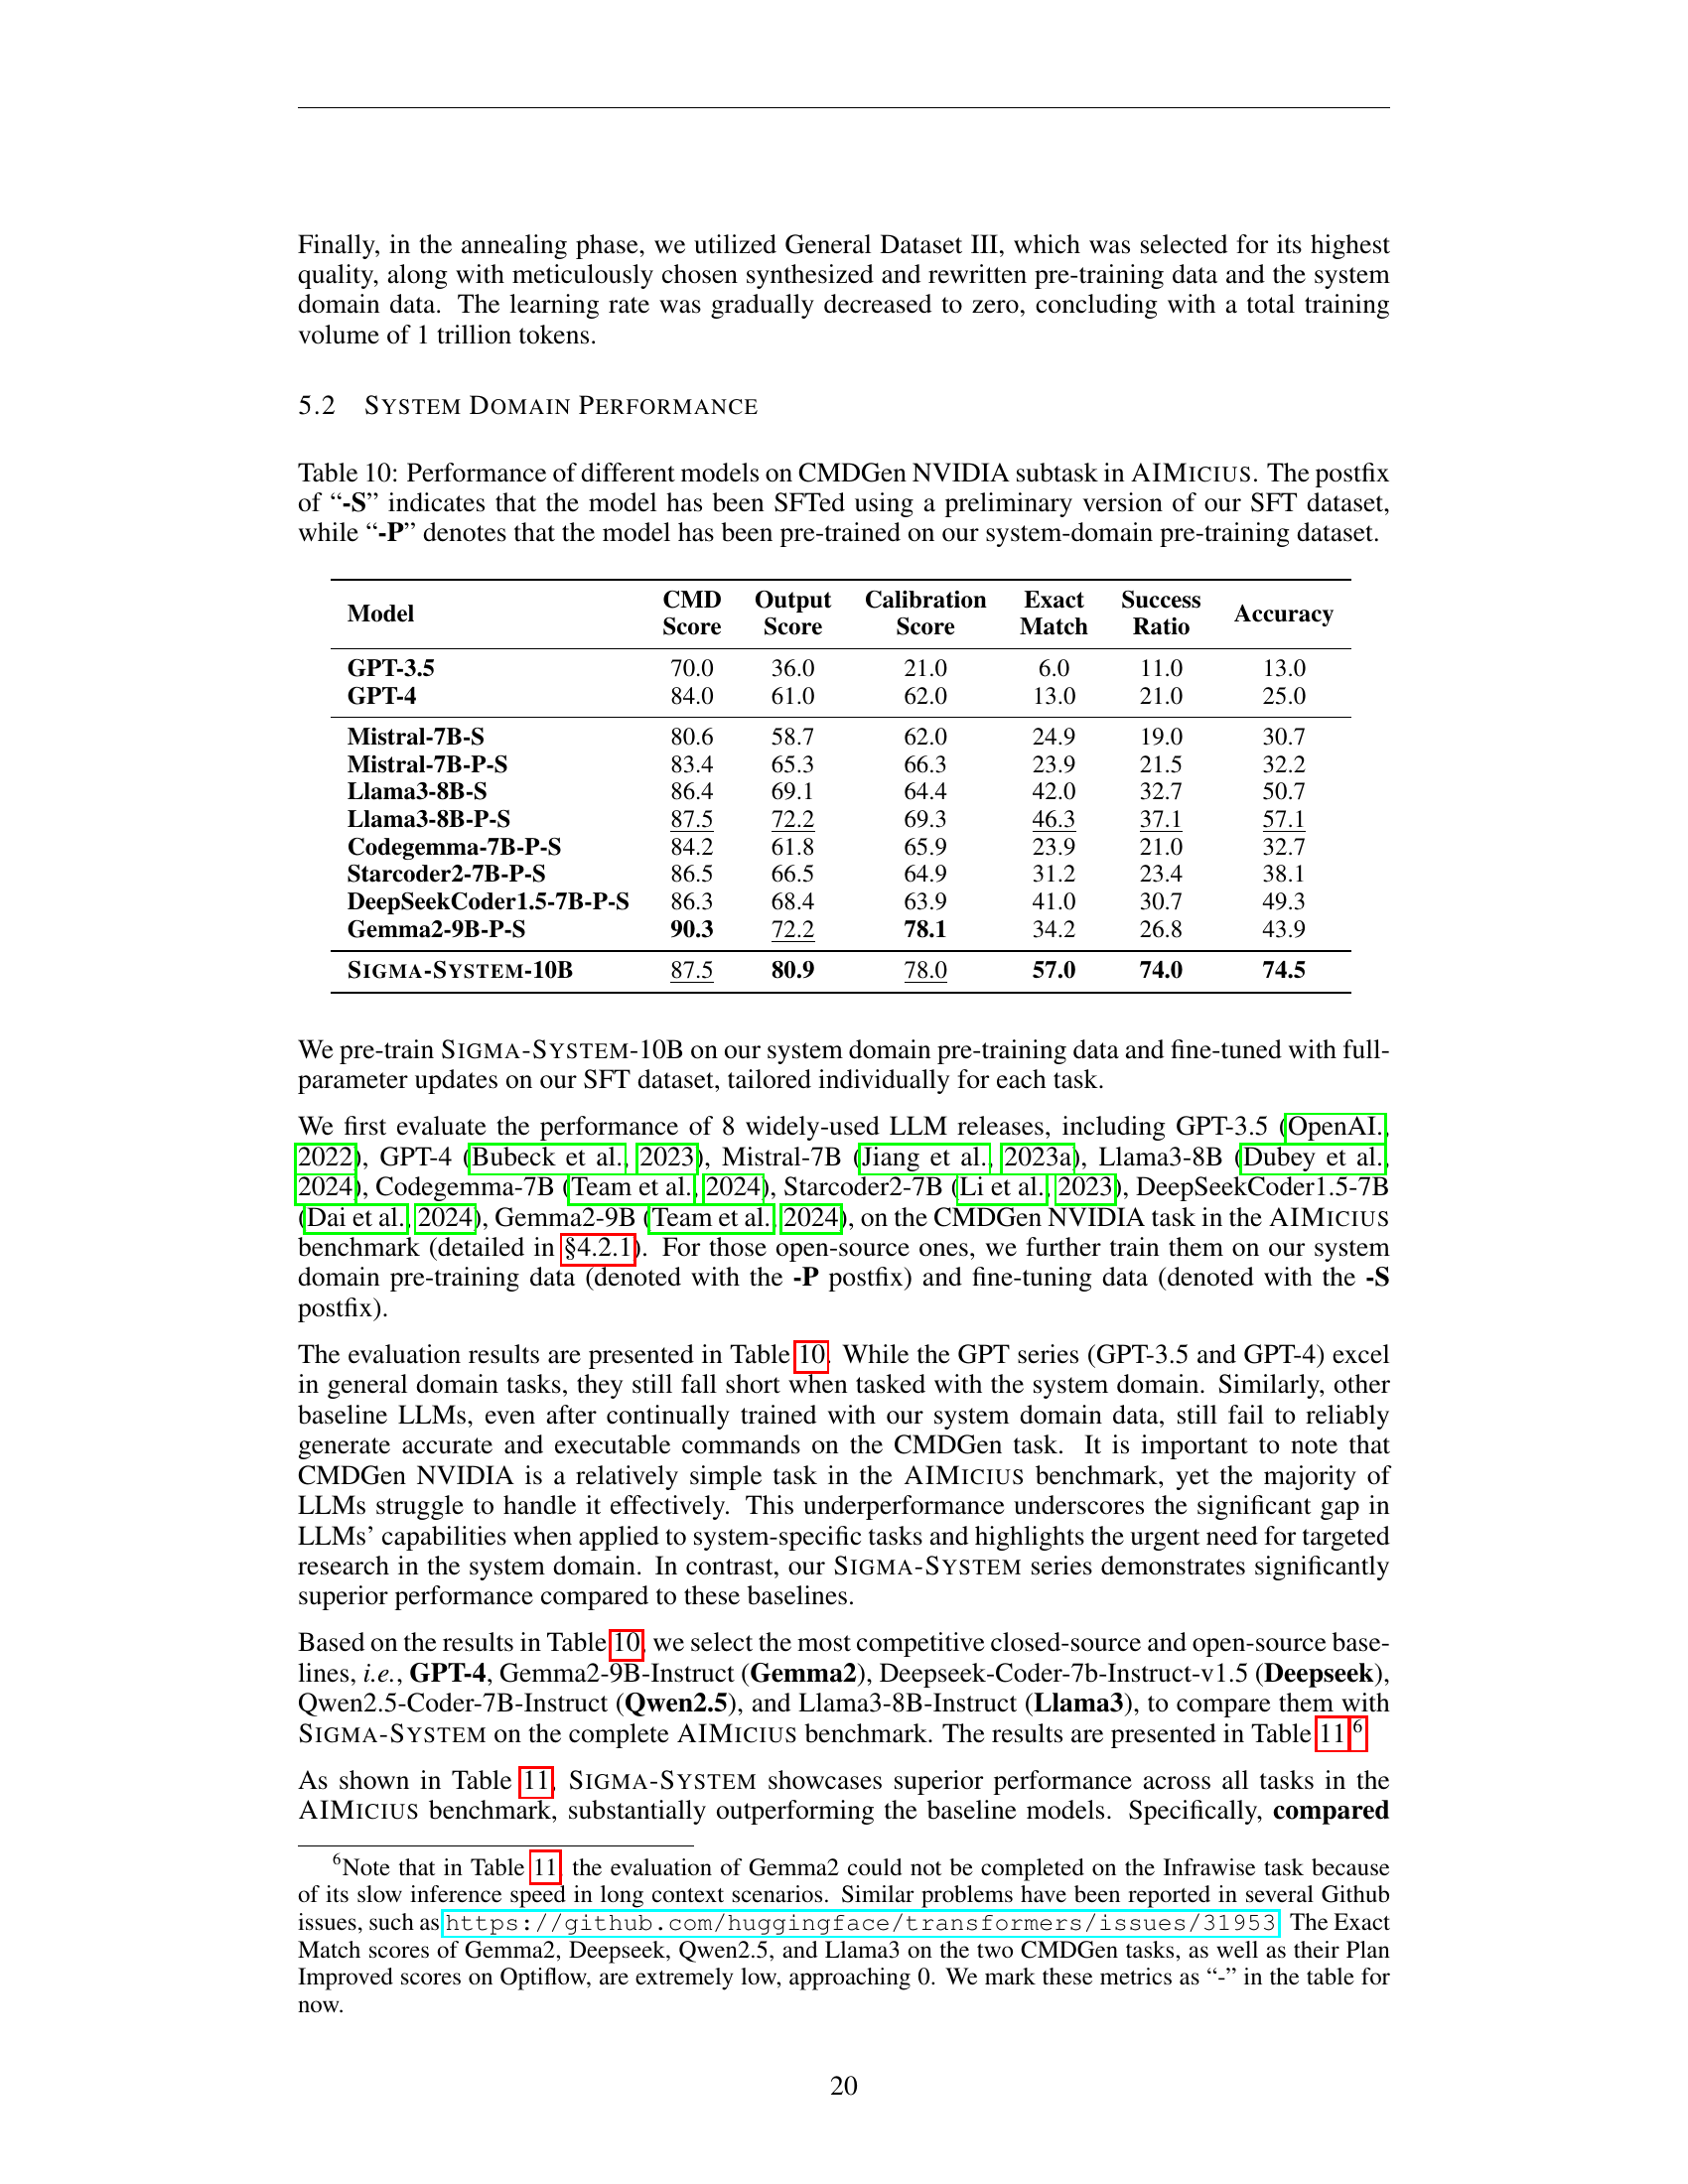 Finally, in the annealing phase, we utilized General Dataset III, which was selected for its highest
quality, along with meticulously chosen synthesized and rewritten pre-training data and the system
domain data. The learning rate was gradually decreased to zero, concluding with a total training
volume of 1 trillion tokens.
5.2 SYSTEM DOMAIN PERFORMANCE
Table 10: Performance of different models on CMDGen NVIDIA subtask in AIMICIUS. The postfix
of “-S” indicates that the model has been SFTed using a preliminary version of our SFT dataset,
while “-P” denotes that the model has been pre-trained on our system-domain pre-training dataset.
Model CMD Score Output Score Calibration Score Exact Match Success Ratio Accuracy
GPT-3.5 70.0 36.0 21.0 6.0 11.0 13.0
GPT-4 84.0 61.0 62.0 13.0 21.0 25.0
Mistral-7B-S 80.6 58.7 62.0 24.9 19.0 30.7
Mistral-7B-P-S 83.4 65.3 66.3 23.9 21.5 32.2
Llama3-8B-S 86.4 69.1 64.4 42.0 32.7 50.7
Llama3-8B-P-S 87.5 72.2 69.3 46.3 37.1 57.1
Codegemma-7B-P-S 84.2 61.8 65.9 23.9 21.0 32.7
Starcoder2-7B-P-S 86.5 66.5 64.9 31.2 23.4 38.1
DeepSeekCoder1.5-7B-P-S 86.3 68.4 63.9 41.0 30.7 49.3
Gemma2-9B-P-S 90.3 72.2 78.1 34.2 26.8 43.9
SIGMA-SYSTEM-10B 87.5 80.9 78.0 57.0 74.0 74.5
We pre-train SIGMA-SYSTEM-10B on our system domain pre-training data and fine-tuned with full-
parameter updates on our SFT dataset, tailored individually for each task.
We first evaluate the performance of 8 widely-used LLM releases, including GPT-3.5 (OpenAI.,
2022), GPT-4 (Bubeck et al., 2023), Mistral-7B (Jiang et al., 2023a), Llama3-8B (Dubey et al.,
2024), Codegemma-7B (Team et al., 2024), Starcoder2-7B (Li et al., 2023), DeepSeekCoder1.5-7B
(Dai et al., 2024), Gemma2-9B (Team et al., 2024), on the CMDGen NVIDIA task in the AIMICIUS
benchmark (detailed in §4.2.1). For those open-source ones, we further train them on our system
domain pre-training data (denoted with the -P postfix) and fine-tuning data (denoted with the -S
postfix).
The evaluation results are presented in Table 10. While the GPT series (GPT-3.5 and GPT-4) excel
in general domain tasks, they still fall short when tasked with the system domain. Similarly, other
baseline LLMs, even after continually trained with our system domain data, still fail to reliably
generate accurate and executable commands on the CMDGen task. It is important to note that
CMDGen NVIDIA is a relatively simple task in the AIMICIUS benchmark, yet the majority of
LLMs struggle to handle it effectively. This underperformance underscores the significant gap in
LLMs’ capabilities when applied to system-specific tasks and highlights the urgent need for targeted
research in the system domain. In contrast, our SIGMA-SYSTEM series demonstrates significantly
superior performance compared to these baselines.
Based on the results in Table 10, we select the most competitive closed-source and open-source base-
lines, i.e., GPT-4, Gemma2-9B-Instruct (Gemma2), Deepseek-Coder-7b-Instruct-v1.5 (Deepseek),
Qwen2.5-Coder-7B-Instruct (Qwen2.5), and Llama3-8B-Instruct (Llama3), to compare them with
SIGMA-SYSTEM on the complete AIMICIUS benchmark. The results are presented in Table 11.6
As shown in Table 11, SIGMA-SYSTEM showcases superior performance across all tasks in the
AIMICIUS benchmark, substantially outperforming the baseline models. Specifically, compared
6Note that in Table 11, the evaluation of Gemma2 could not be completed on the Infrawise task because
of its slow inference speed in long context scenarios. Similar problems have been reported in several Github
issues, such as https://github.com/huggingface/transformers/issues/31953. The Exact
Match scores of Gemma2, Deepseek, Qwen2.5, and Llama3 on the two CMDGen tasks, as well as their Plan
Improved scores on Optiflow, are extremely low, approaching 0. We mark these metrics as “-” in the table for
now.
20